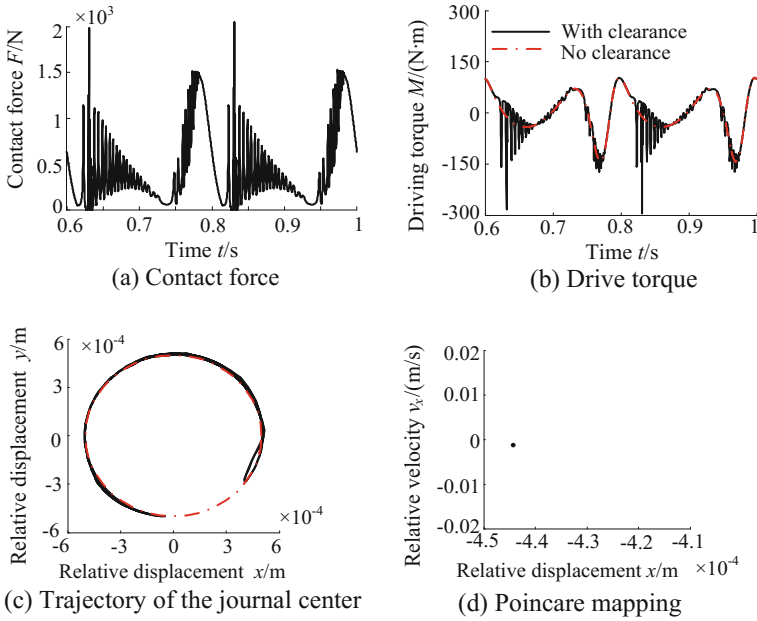 ×10³
Contact force F/N
2
1.5
1
0.5
0
0.6 0.7 0.8 0.9 1
Time t/s
(a) Contact force
Driving torque M/(N·m)
300
150
0
-150
-300
With clearance
No clearance
0.6 0.7 0.8 0.9 1
Time t/s
(b) Drive torque
Relative displacement y/m
×10⁻⁴
6
3
0
-3
-6
-6 -3 0 3 6
×10⁻⁴
Relative displacement x/m
(c) Trajectory of the journal center
Relative velocity vₓ/(m/s)
0.02
0.01
0
-0.01
-0.02
-4.5 -4.4 -4.3 -4.2 -4.1
Relative displacement x/m ×10⁻⁴
(d) Poincare mapping